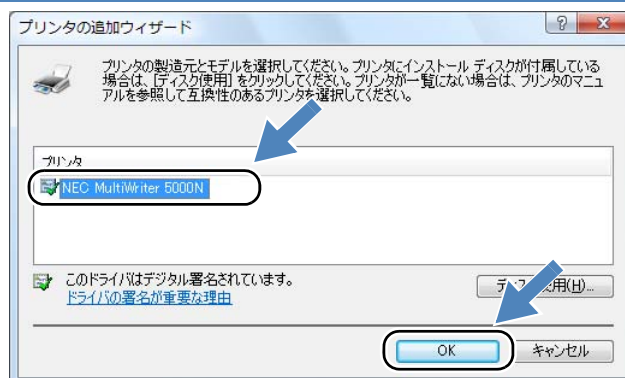 プリンタの追加ウィザード
プリンタの製造元とモデルを選択してください。プリンタにインストール ディスクが付属している
場合は、[ディスク使用] をクリックしてください。プリンタが一覧にない場合は、プリンタのマニュ
アルを参照して互換性のあるプリンタを選択してください。
プリンタ
NEC MultiWriter 5000N
このドライバはデジタル署名されています。
ドライバの署名が重要な理由
使用(H)...
OK
キャンセル